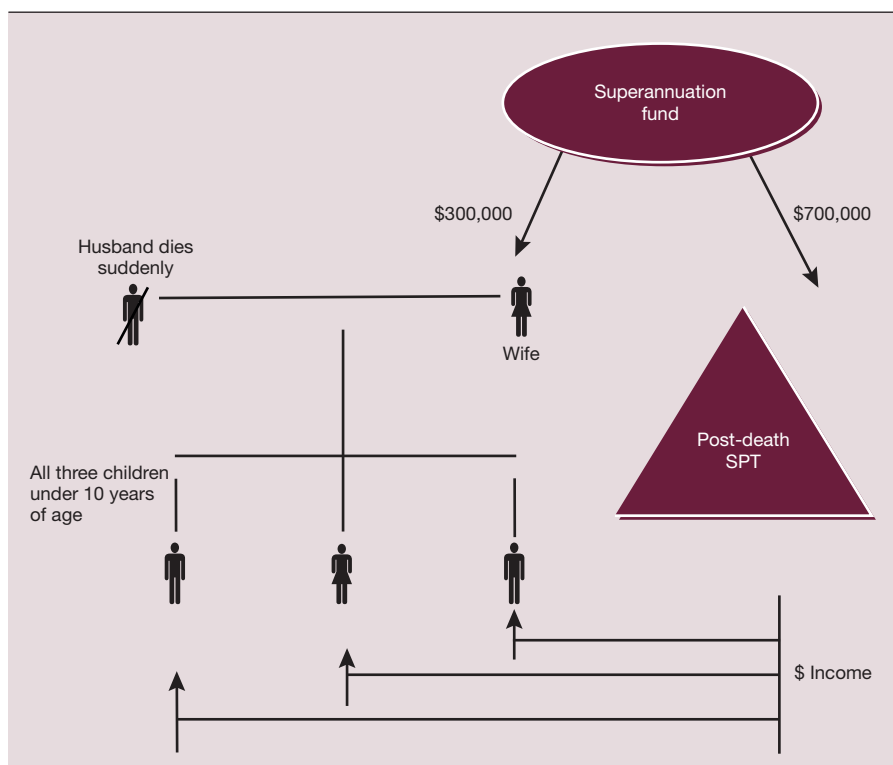 Superannuation
fund
$300,000
$700,000
Husband dies
suddenly
Wife
Post-death
SPT
All three children
under 10 years
of age
$ Income